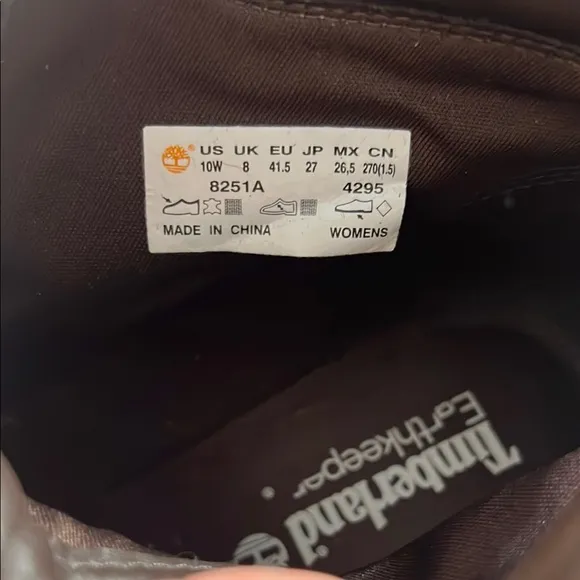 US UK EU JP MX CN
10W 8 41.5 27 26,5 270(1.5)
8251A 4295
MADE IN CHINA WOMENS
Timberland
Earthkeeper